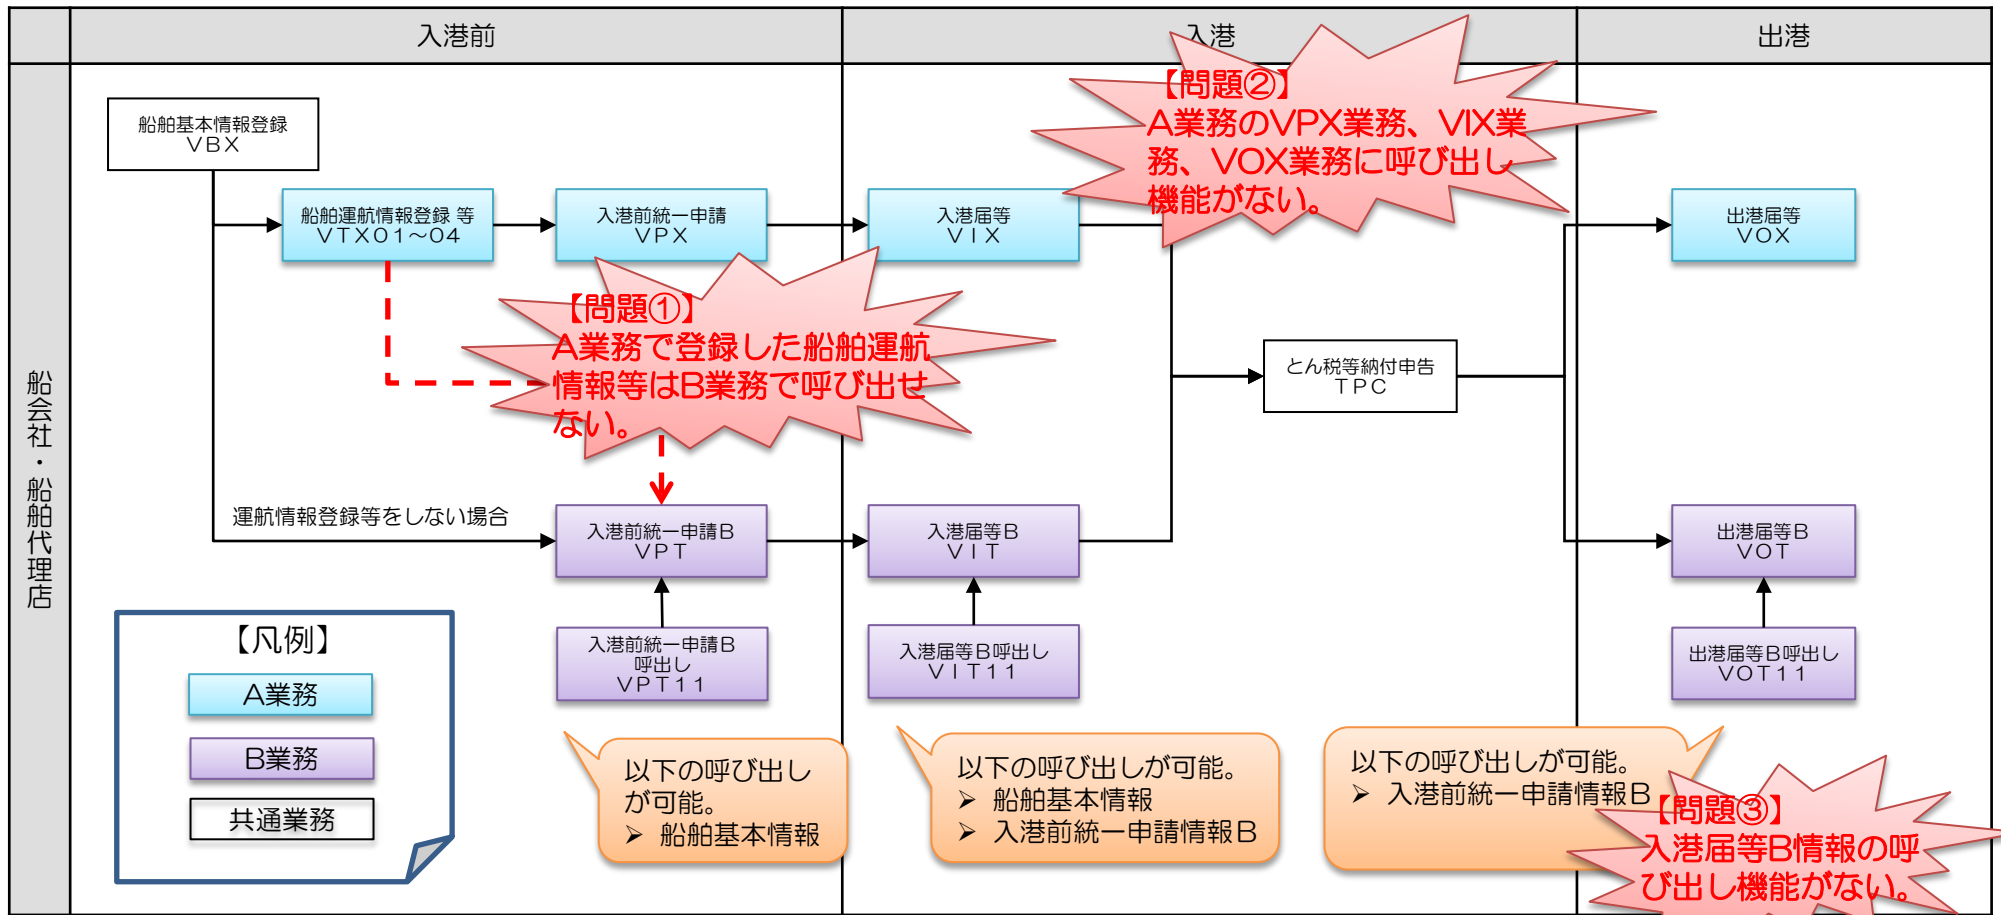 入港前
入港
出港
船会社・船舶代理店
船舶基本情報登録
VBX
船舶運航情報登録 等
VTX01～04
入港前統一申請
VPX
入港届等
VIX
【問題②】
A業務のVPX業務、VIX業
務、VOX業務に呼び出し
機能がない。
出港届等
VOX
【問題①】
A業務で登録した船舶運航
情報等はB業務で呼び出せ
ない。
とん税等納付申告
TPC
運航情報登録等をしない場合
入港前統一申請B
VPT
入港届等B
VIT
出港届等B
VOT
入港前統一申請B
呼出し
VPT11
入港届等B呼出し
VIT11
出港届等B呼出し
VOT11
【凡例】
A業務
B業務
共通業務
以下の呼び出し
が可能。
➢ 船舶基本情報
以下の呼び出しが可能。
➢ 船舶基本情報
➢ 入港前統一申請情報B
以下の呼び出しが可能。
➢ 入港前統一申請情報B
【問題③】
入港届等B情報の呼
び出し機能がない。